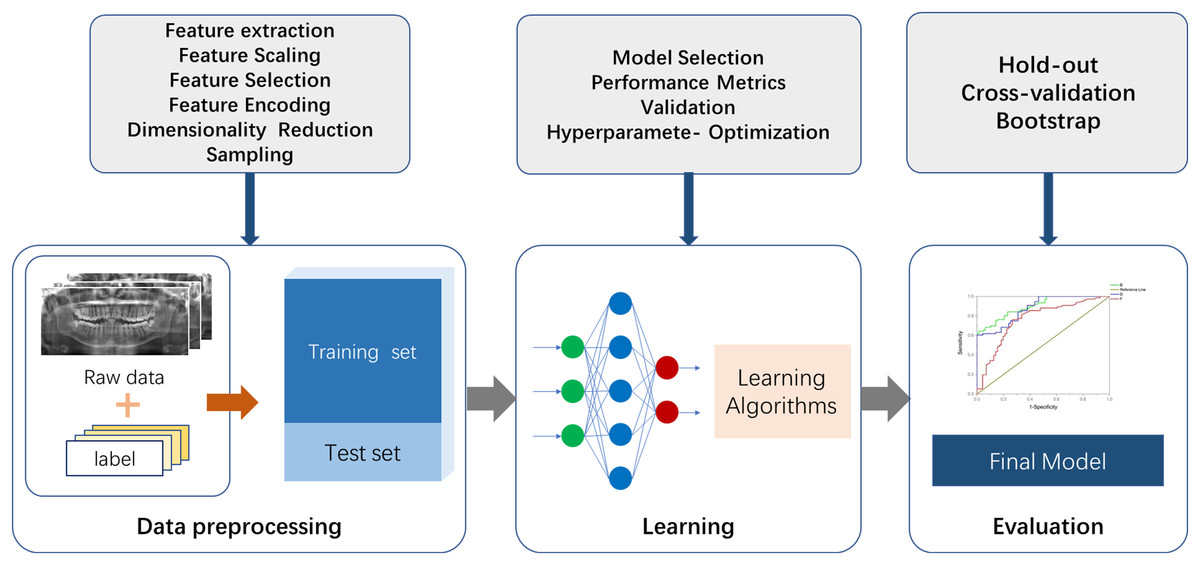 Feature extraction
Feature Scaling
Feature Selection
Feature Encoding
Dimensionality Reduction
Sampling
Model Selection
Performance Metrics
Validation
Hyperparamete- Optimization
Hold-out
Cross-validation
Bootstrap
Raw data
+
label
Training set
Test set
Data preprocessing
Learning
Algorithms
Learning
B
Reference Line
D
F
Sensitivity
1.0
0.8
0.6
0.4
0.2
0.0
0.0 0.2 0.4 0.6 0.8 1.0
1-Specificity
Final Model
Evaluation